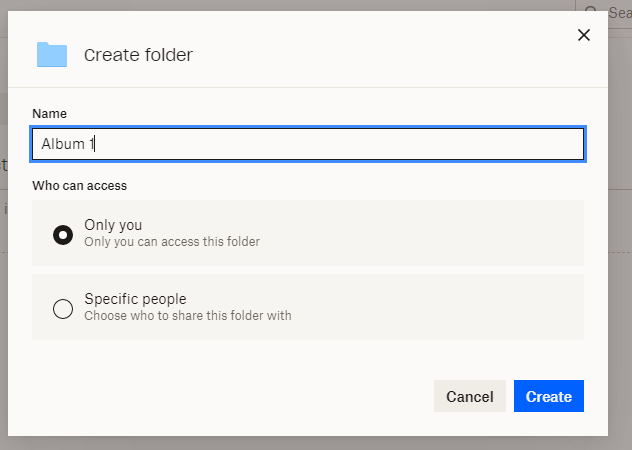 Create folder
Name
Album 1
Who can access
Only you
Only you can access this folder
Specific people
Choose who to share this folder with
Cancel
Create